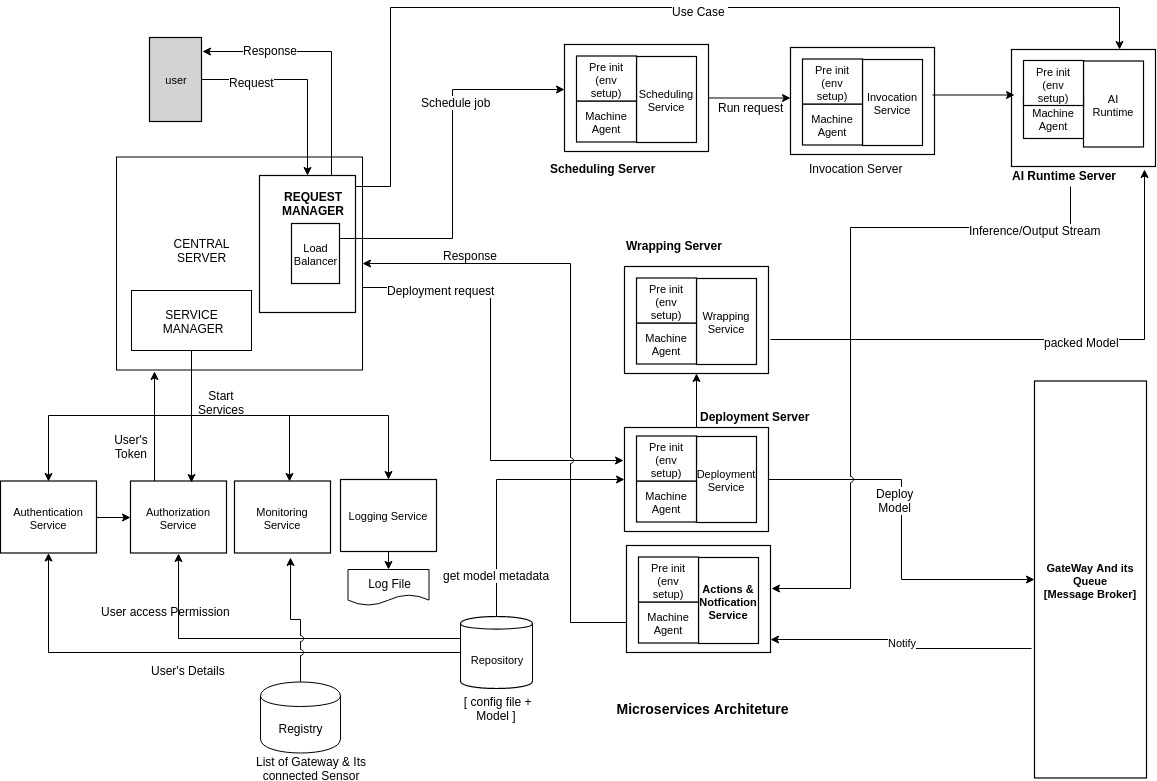 Use Case
user
Response
Request
Schedule job
Pre init
(env
setup)
Machine
Agent
Scheduling
Service
Scheduling Server
Run request
Pre init
(env
setup)
Machine
Agent
Invocation
Service
Invocation Server
Pre init
(env
setup)
Machine
Agent
AI
Runtime
AI Runtime Server
REQUEST
MANAGER
Load
Balancer
CENTRAL
SERVER
SERVICE
MANAGER
Response
Deployment request
Inference/Output Stream
Wrapping Server
Pre init
(env
setup)
Machine
Agent
Wrapping
Service
packed Model
Start
Services
User's
Token
Deployment Server
Pre init
(env
setup)
Machine
Agent
Deployment
Service
Deploy
Model
Authentication
Service
Authorization
Service
Monitoring
Service
Logging Service
Log File
get model metadata
Pre init
(env
setup)
Machine
Agent
Actions &
Notfication
Service
GateWay And its
Queue
[Message Broker]
Notify
User access Permission
User's Details
Repository
[ config file +
Model ]
Registry
List of Gateway & Its
connected Sensor
Microservices Architeture